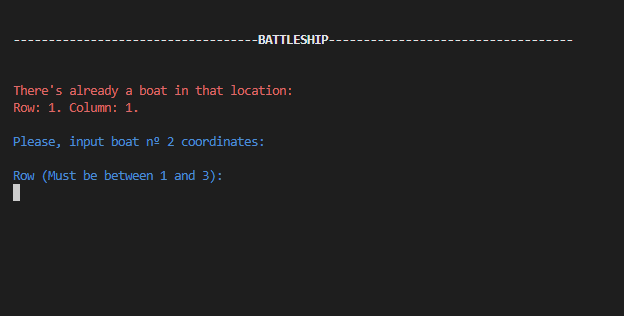 -----------------------------------BATTLESHIP-----------------------------------
There's already a boat in that location:
Row: 1. Column: 1.
Please, input boat nº 2 coordinates:
Row (Must be between 1 and 3):